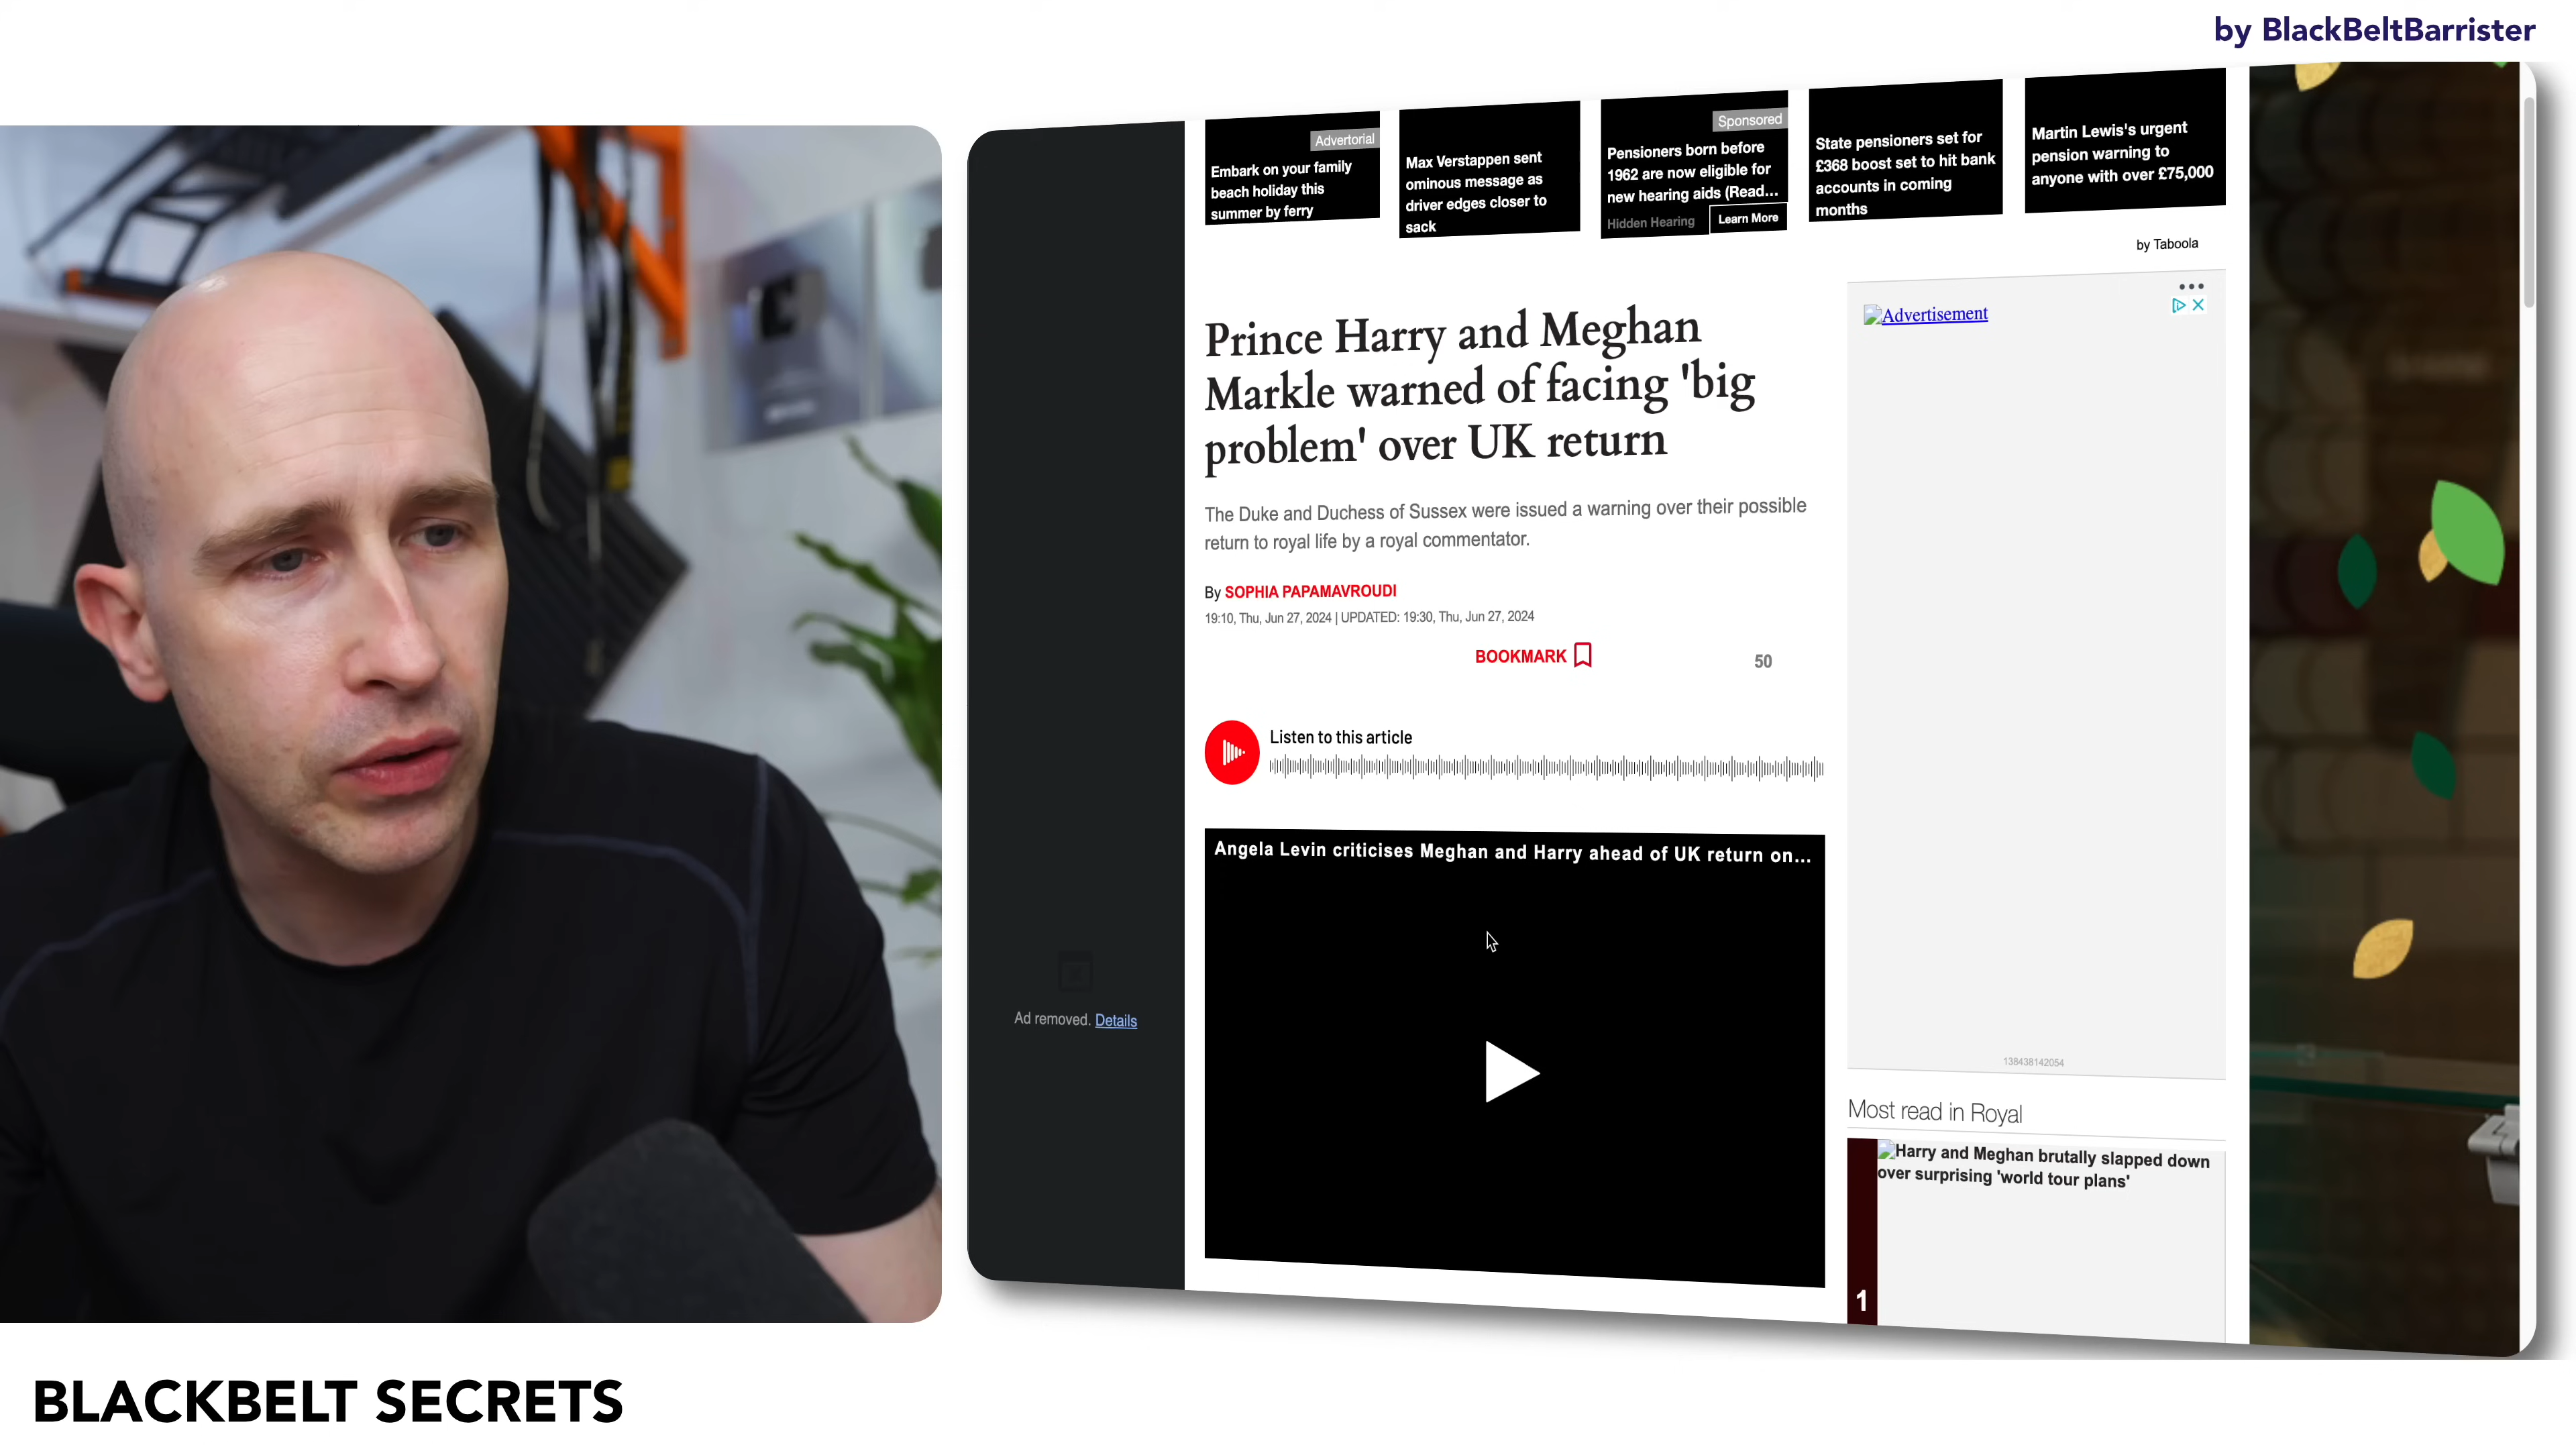 by BlackBeltBarrister
Advertorial
Embark on your family
beach holiday this
summer by ferry
Max Verstappen sent
ominous message as
driver edges closer to
sack
Sponsored
Pensioners born before
1962 are now eligible for
new hearing aids (Read...
Hidden Hearing
Learn More
State pensioners set for
£368 boost set to hit bank
accounts in coming
months
Martin Lewis's urgent
pension warning to
anyone with over £75,000
by Taboola
Prince Harry and Meghan
Markle warned of facing 'big
problem' over UK return
The Duke and Duchess of Sussex were issued a warning over their possible
return to royal life by a royal commentator.
By SOPHIA PAPAMAVROUDI
19:10, Thu, Jun 27, 2024 | UPDATED: 19:30, Thu, Jun 27, 2024
BOOKMARK
50
Listen to this article
Angela Levin criticises Meghan and Harry ahead of UK return on...
Ad removed. Details
Advertisement
138438142054
Most read in Royal
Harry and Meghan brutally slapped down
over surprising 'world tour plans'
1
BLACKBELT SECRETS